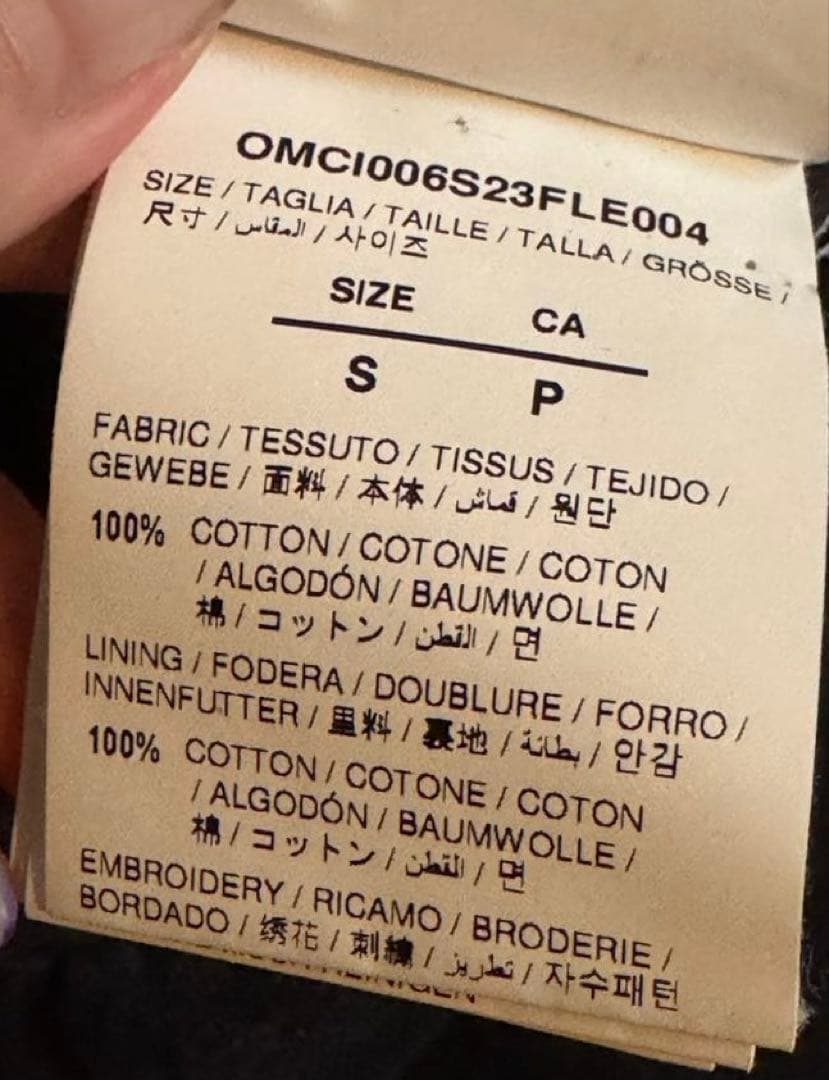 OMCI006S23FLE004
SIZE / TAGLIA / TAILLE / TALLA / GRÖSSE /
尺寸 / المقاس / 사이즈
SIZE CA
S P
FABRIC / TESSUTO / TISSUS / TEJIDO /
GEWEBE / 面料 / 本体 / قماش / 원단
100% COTTON / COTONE / COTON
/ ALGODÓN / BAUMWOLLE /
棉 / コットン / القطن / 면
LINING / FODERA / DOUBLURE / FORRO /
INNENFUTTER / 里料 / 裏地 / بطانة / 안감
100% COTTON / COTONE / COTON
/ ALGODÓN / BAUMWOLLE /
棉 / コットン / القطن / 면
EMBROIDERY / RICAMO / BRODERIE /
BORDADO / 绣花 / 刺繍 / تطريز / 자수패턴